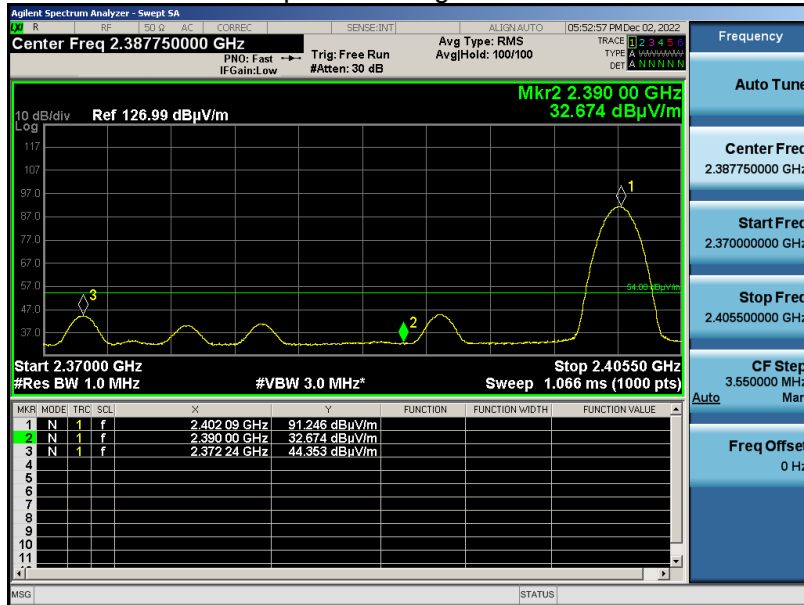 Agilent Spectrum Analyzer - Swept SA
LXI R RF 50 Ω AC CORREC SENSE:INT ALIGN AUTO 05:52:57 PM Dec 02, 2022
Center Freq 2.387750000 GHz
PNO: Fast
IFGain:Low
Trig: Free Run
#Atten: 30 dB
Avg Type: RMS
Avg|Hold: 100/100
TRACE 1 2 3 4 5 6
TYPE A WWWWW
DET A N N N N N
Mkr2 2.390 00 GHz
32.674 dBµV/m
10 dB/div Ref 126.99 dBµV/m
Log
117
107
97.0
87.0
77.0
67.0
57.0
47.0
37.0
1
54.00 dBµV/m
3
2
Start 2.37000 GHz Stop 2.40550 GHz
#Res BW 1.0 MHz #VBW 3.0 MHz* Sweep 1.066 ms (1000 pts)
MKR MODE TRC SCL X Y FUNCTION FUNCTION WIDTH FUNCTION VALUE
1 N 1 f 2.402 09 GHz 91.246 dBµV/m
2 N 1 f 2.390 00 GHz 32.674 dBµV/m
3 N 1 f 2.372 24 GHz 44.353 dBµV/m
4
5
6
7
8
9
10
11
MSG STATUS
Frequency
Auto Tune
Center Freq
2.387750000 GHz
Start Freq
2.370000000 GHz
Stop Freq
2.405500000 GHz
CF Step
3.550000 MHz
Auto Man
Freq Offset
0 Hz